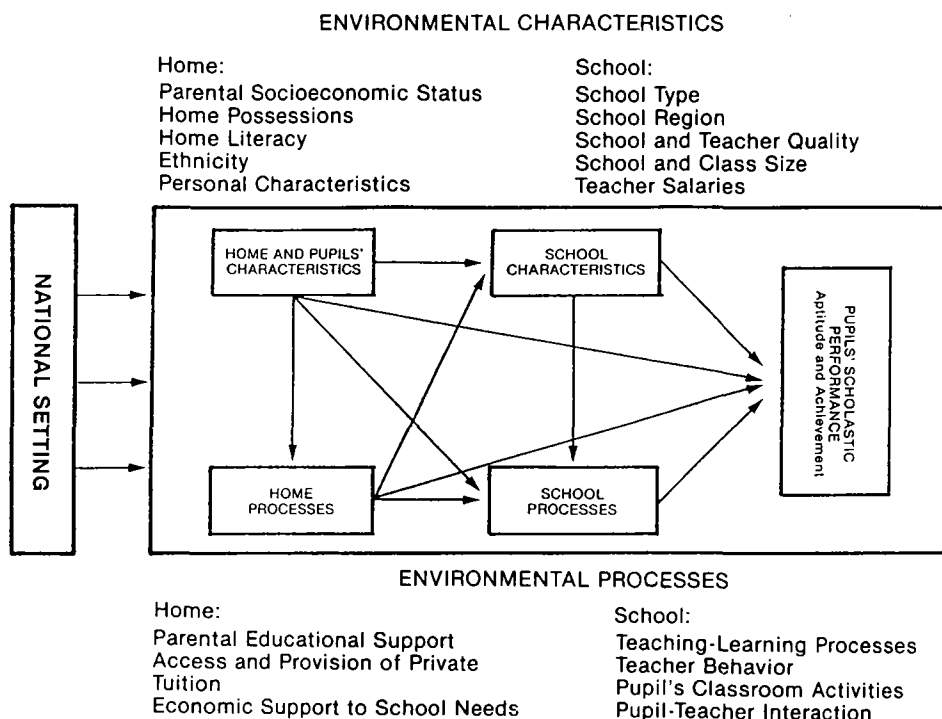 ENVIRONMENTAL CHARACTERISTICS
Home:
Parental Socioeconomic Status
Home Possessions
Home Literacy
Ethnicity
Personal Characteristics
School:
School Type
School Region
School and Teacher Quality
School and Class Size
Teacher Salaries
NATIONAL SETTING
HOME AND PUPILS'
CHARACTERISTICS
SCHOOL
CHARACTERISTICS
HOME
PROCESSES
SCHOOL
PROCESSES
PUPILS' SCHOLASTIC
PERFORMANCE
Aptitude and Achievement
ENVIRONMENTAL PROCESSES
Home:
Parental Educational Support
Access and Provision of Private
Tuition
Economic Support to School Needs
School:
Teaching-Learning Processes
Teacher Behavior
Pupil's Classroom Activities
Pupil-Teacher Interaction